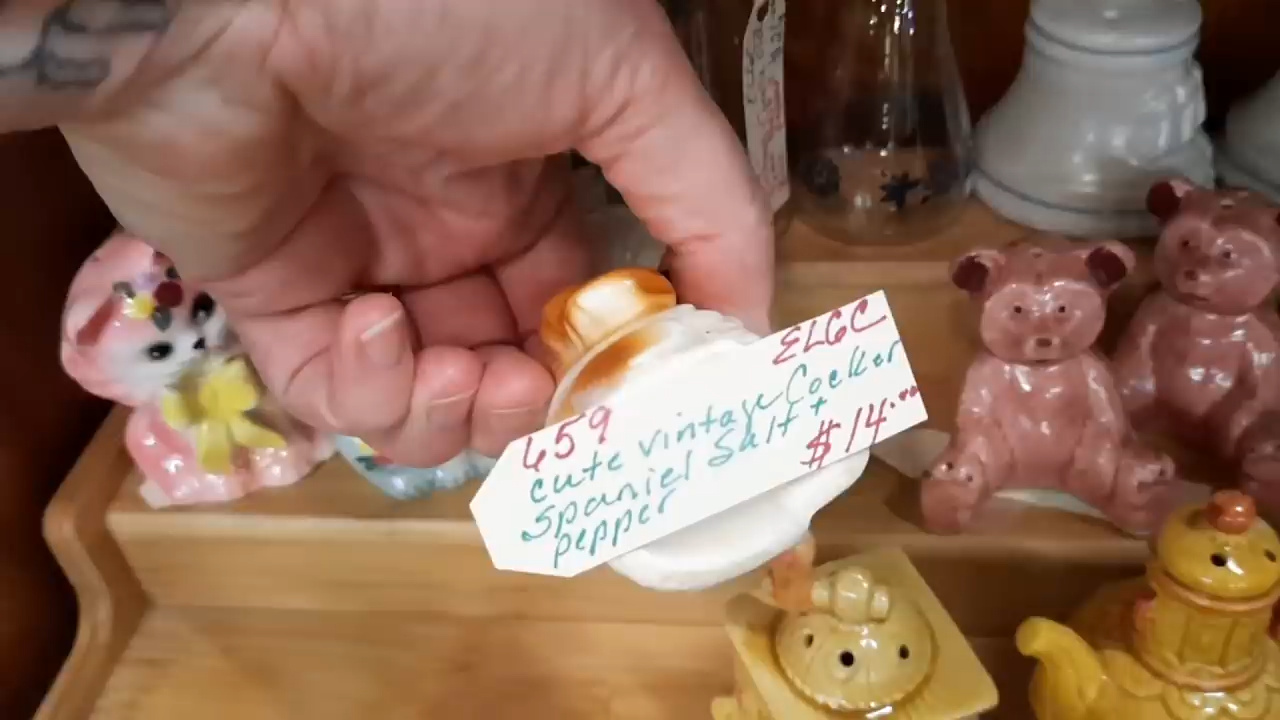 ELGC
659
cute vintage Cocker
Spaniel Salt +
pepper
$14.00